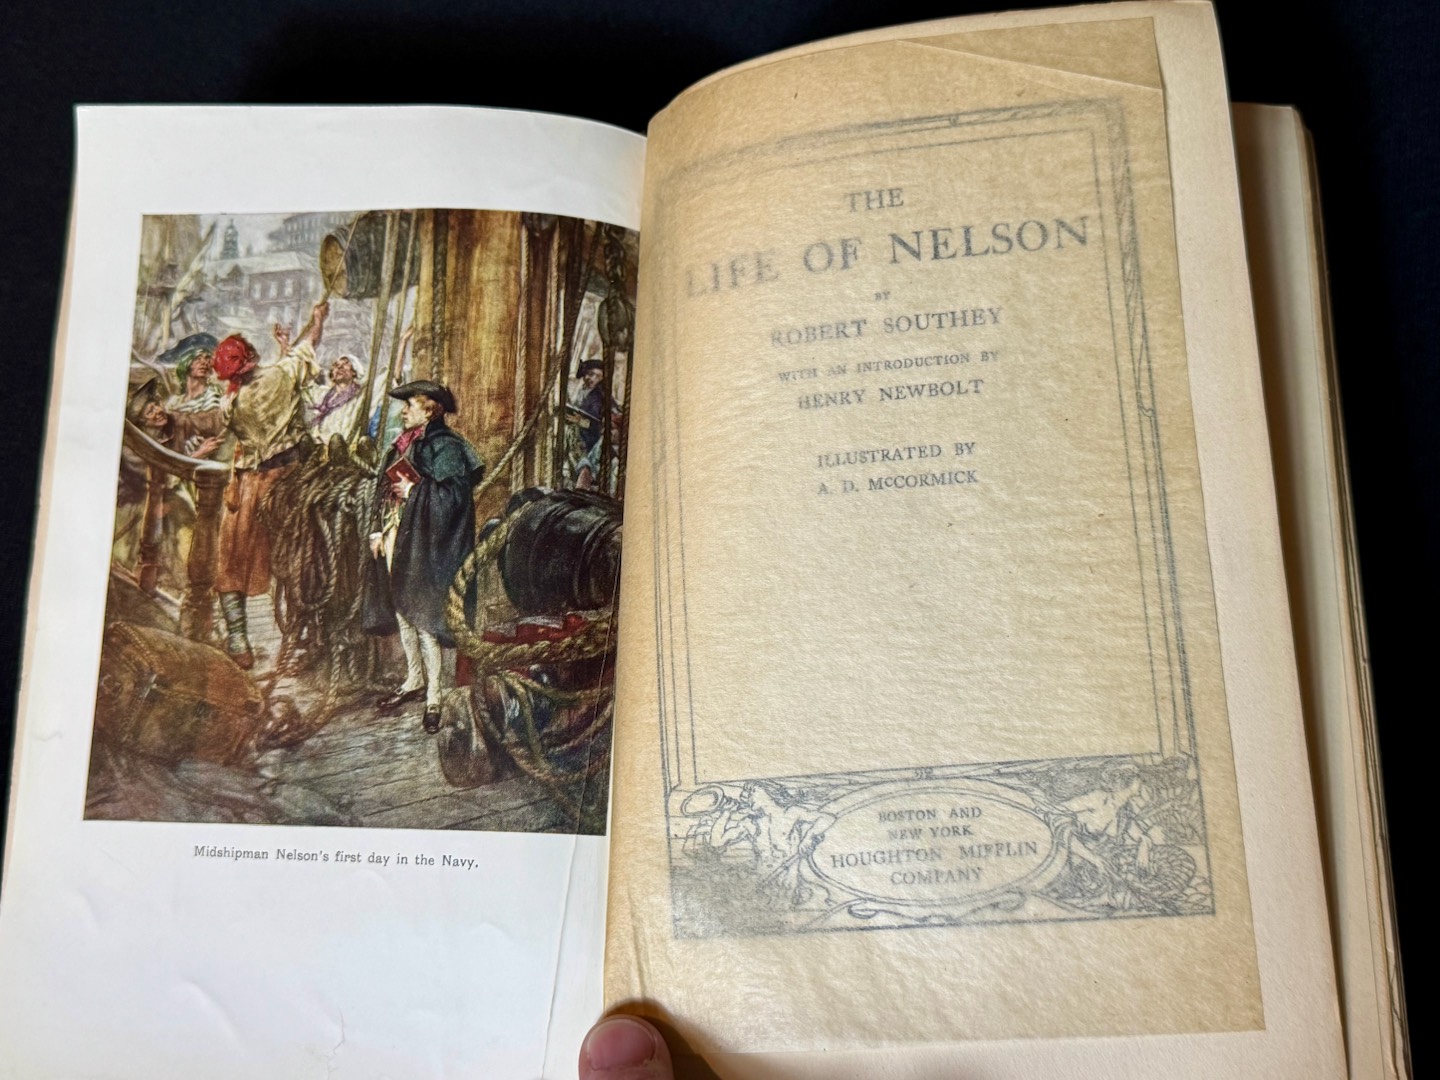 Midshipman Nelson's first day in the Navy.
THE
LIFE OF NELSON
BY
ROBERT SOUTHEY
WITH AN INTRODUCTION BY
HENRY NEWBOLT
ILLUSTRATED BY
A. D. McCORMICK
BOSTON AND
NEW YORK
HOUGHTON MIFFLIN
COMPANY